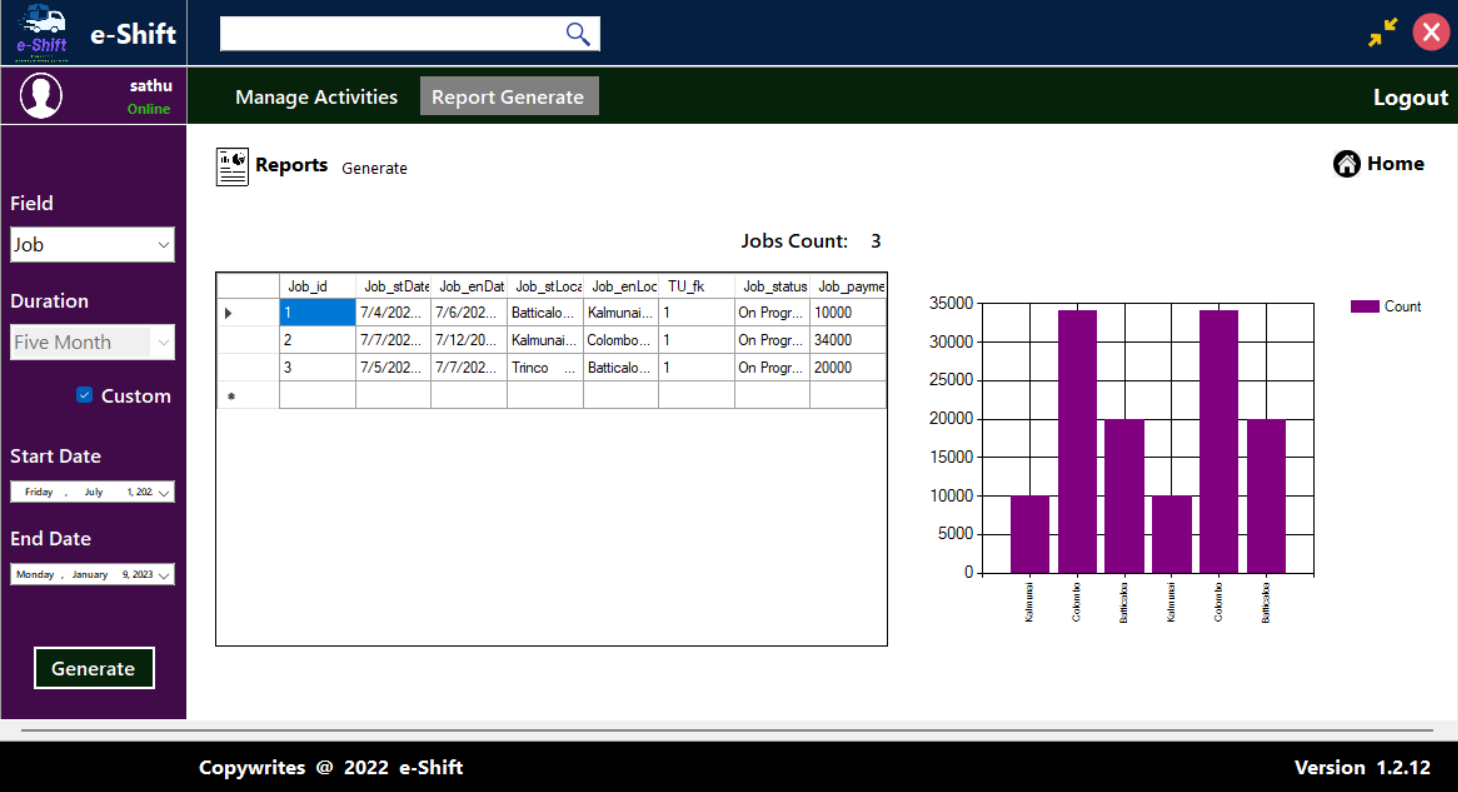 e-Shift
e-Shift
sathu
Online
Manage Activities
Report Generate
Logout
Reports
Generate
Home
Field
Job
Duration
Five Month
Custom
Start Date
Friday , July 1, 202
End Date
Monday , January 9, 2023
Generate
Jobs Count: 3
Job_id Job_stDate Job_enDat Job_stLoca Job_enLoc TU_fk Job_status Job_payme
1 7/4/202... 7/6/202... Batticalo... Kalmunai... 1 On Progr... 10000
2 7/7/202... 7/12/20... Kalmunai... Colombo... 1 On Progr... 34000
3 7/5/202... 7/7/202... Trinco ... Batticalo... 1 On Progr... 20000
35000
30000
25000
20000
15000
10000
5000
0
Kalmunai
Colombo
Batticaloa
Kalmunai
Colombo
Batticaloa
Count
Copywrites @ 2022 e-Shift
Version 1.2.12